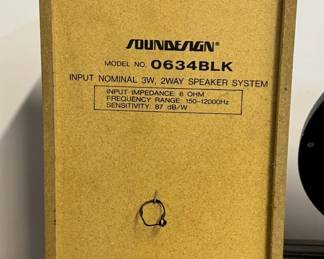 SOUNDESIGN®
MODEL NO. 0634BLK
INPUT NOMINAL 3W, 2WAY SPEAKER SYSTEM
INPUT IMPEDANCE: 8 OHM
FREQUENCY RANGE: 150-12000Hz
SENSITIVITY: 87 dB/W